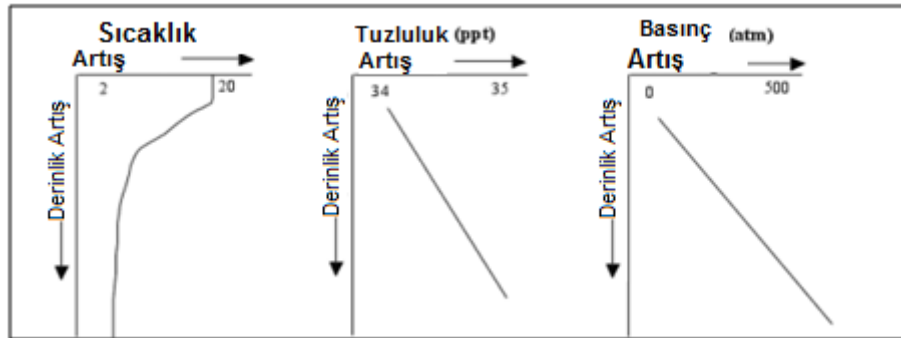 Sıcaklık
Artış
2 20
Derinlik Artış
Tuzluluk (ppt)
Artış
34 35
Derinlik Artış
Basınç (atm)
Artış
0 500
Derinlik Artış